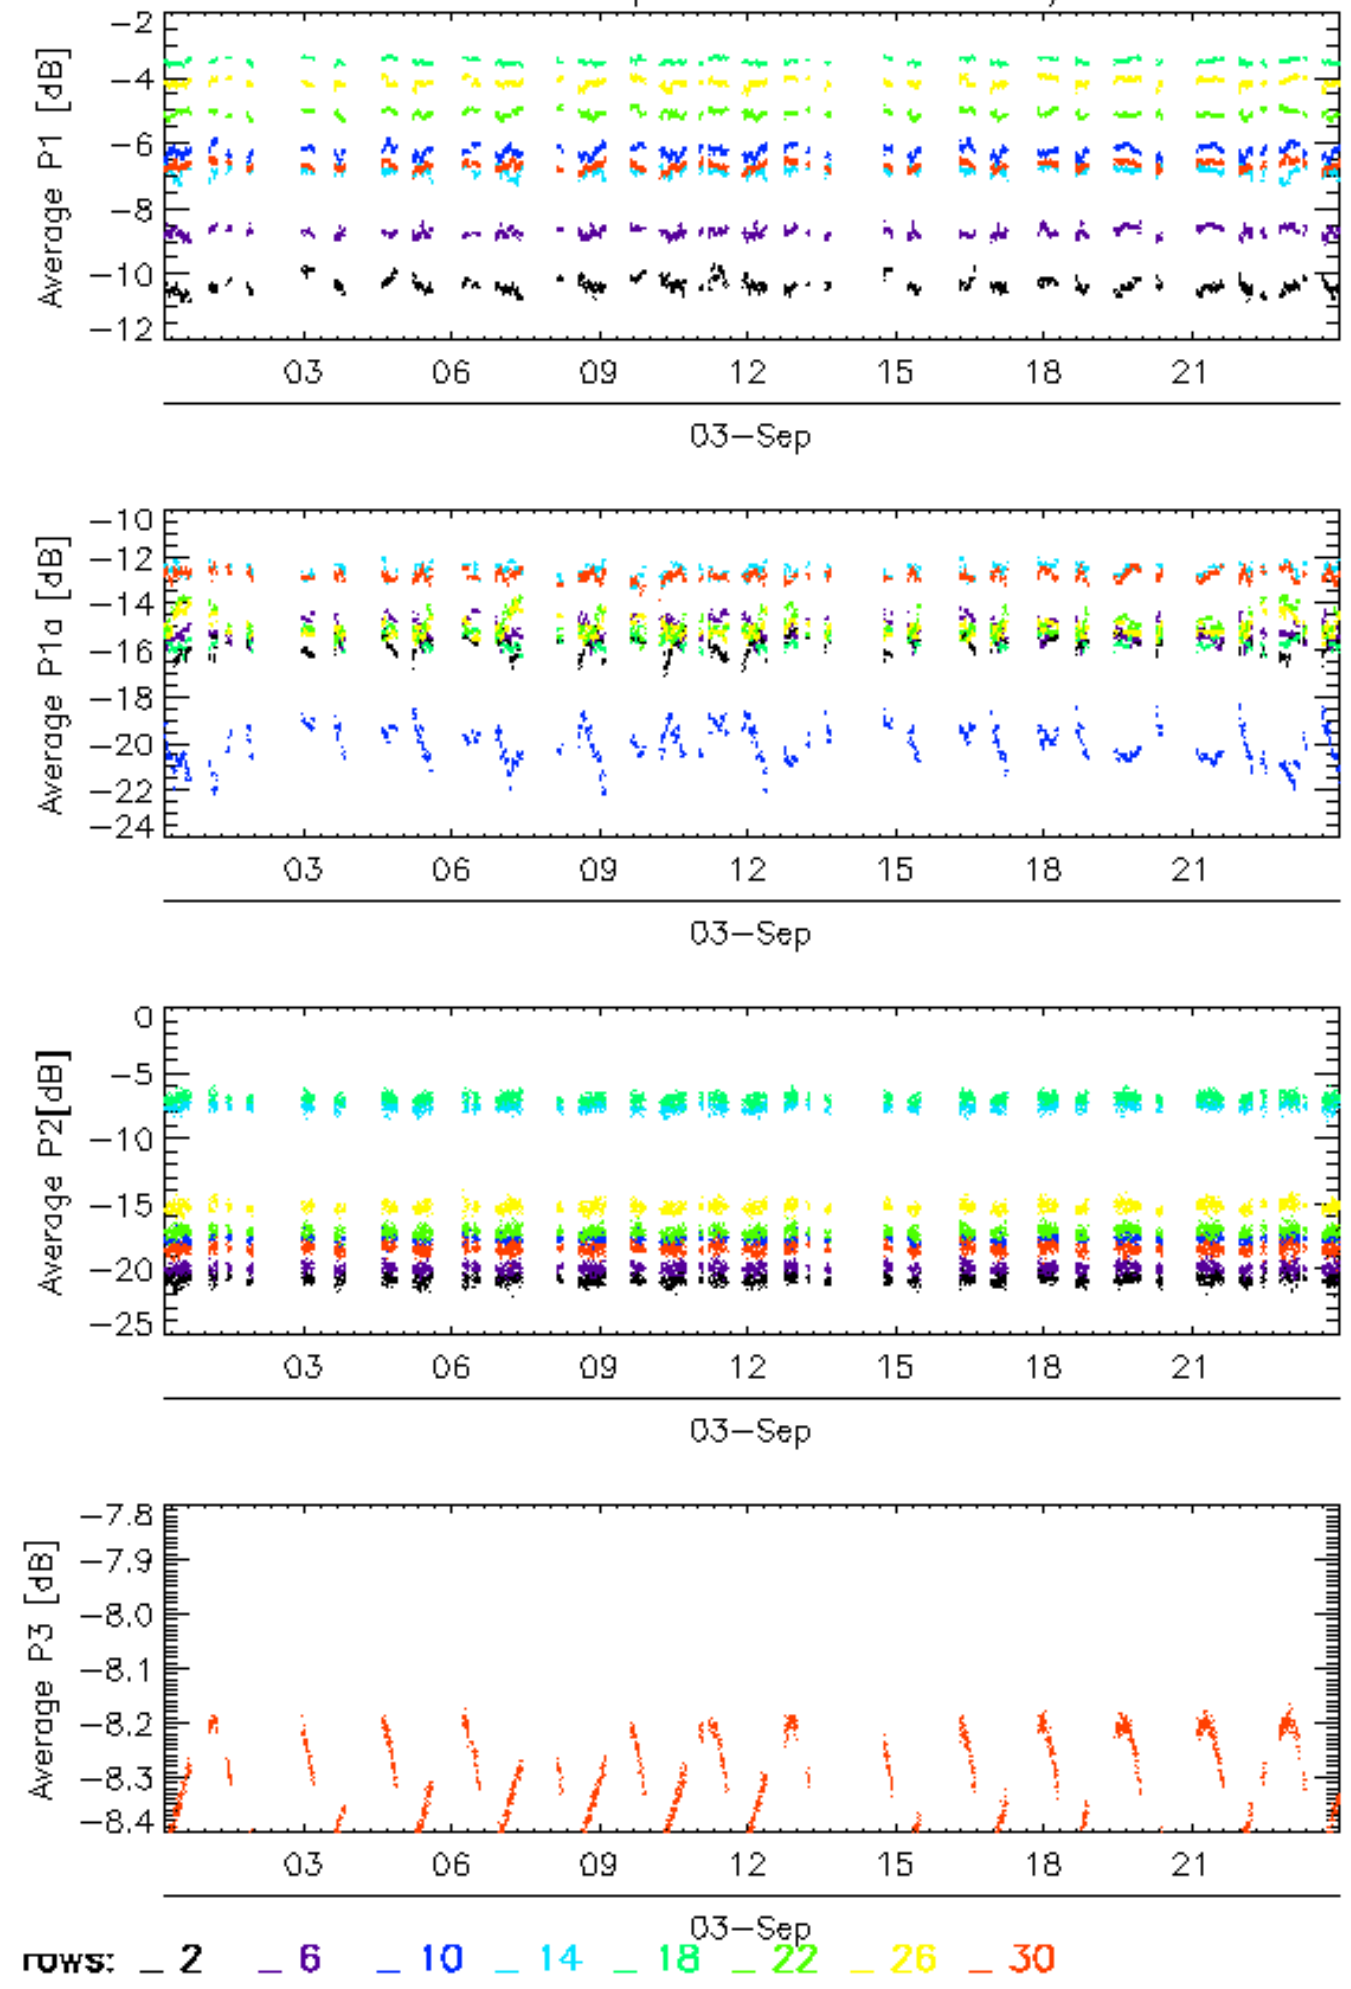 Average P1 [dB]
−2
−4
−6
−8
−10
−12
03 06 09 12 15 18 21
03−Sep
Average P1a [dB]
−10
−12
−14
−16
−18
−20
−22
−24
03 06 09 12 15 18 21
03−Sep
Average P2[dB]
0
−5
−10
−15
−20
−25
03 06 09 12 15 18 21
03−Sep
Average P3 [dB]
−7.8
−7.9
−8.0
−8.1
−8.2
−8.3
−8.4
03 06 09 12 15 18 21
03−Sep
rows: _ 2 _ 6 _ 10 _ 14 _ 18 _ 22 _ 26 _ 30